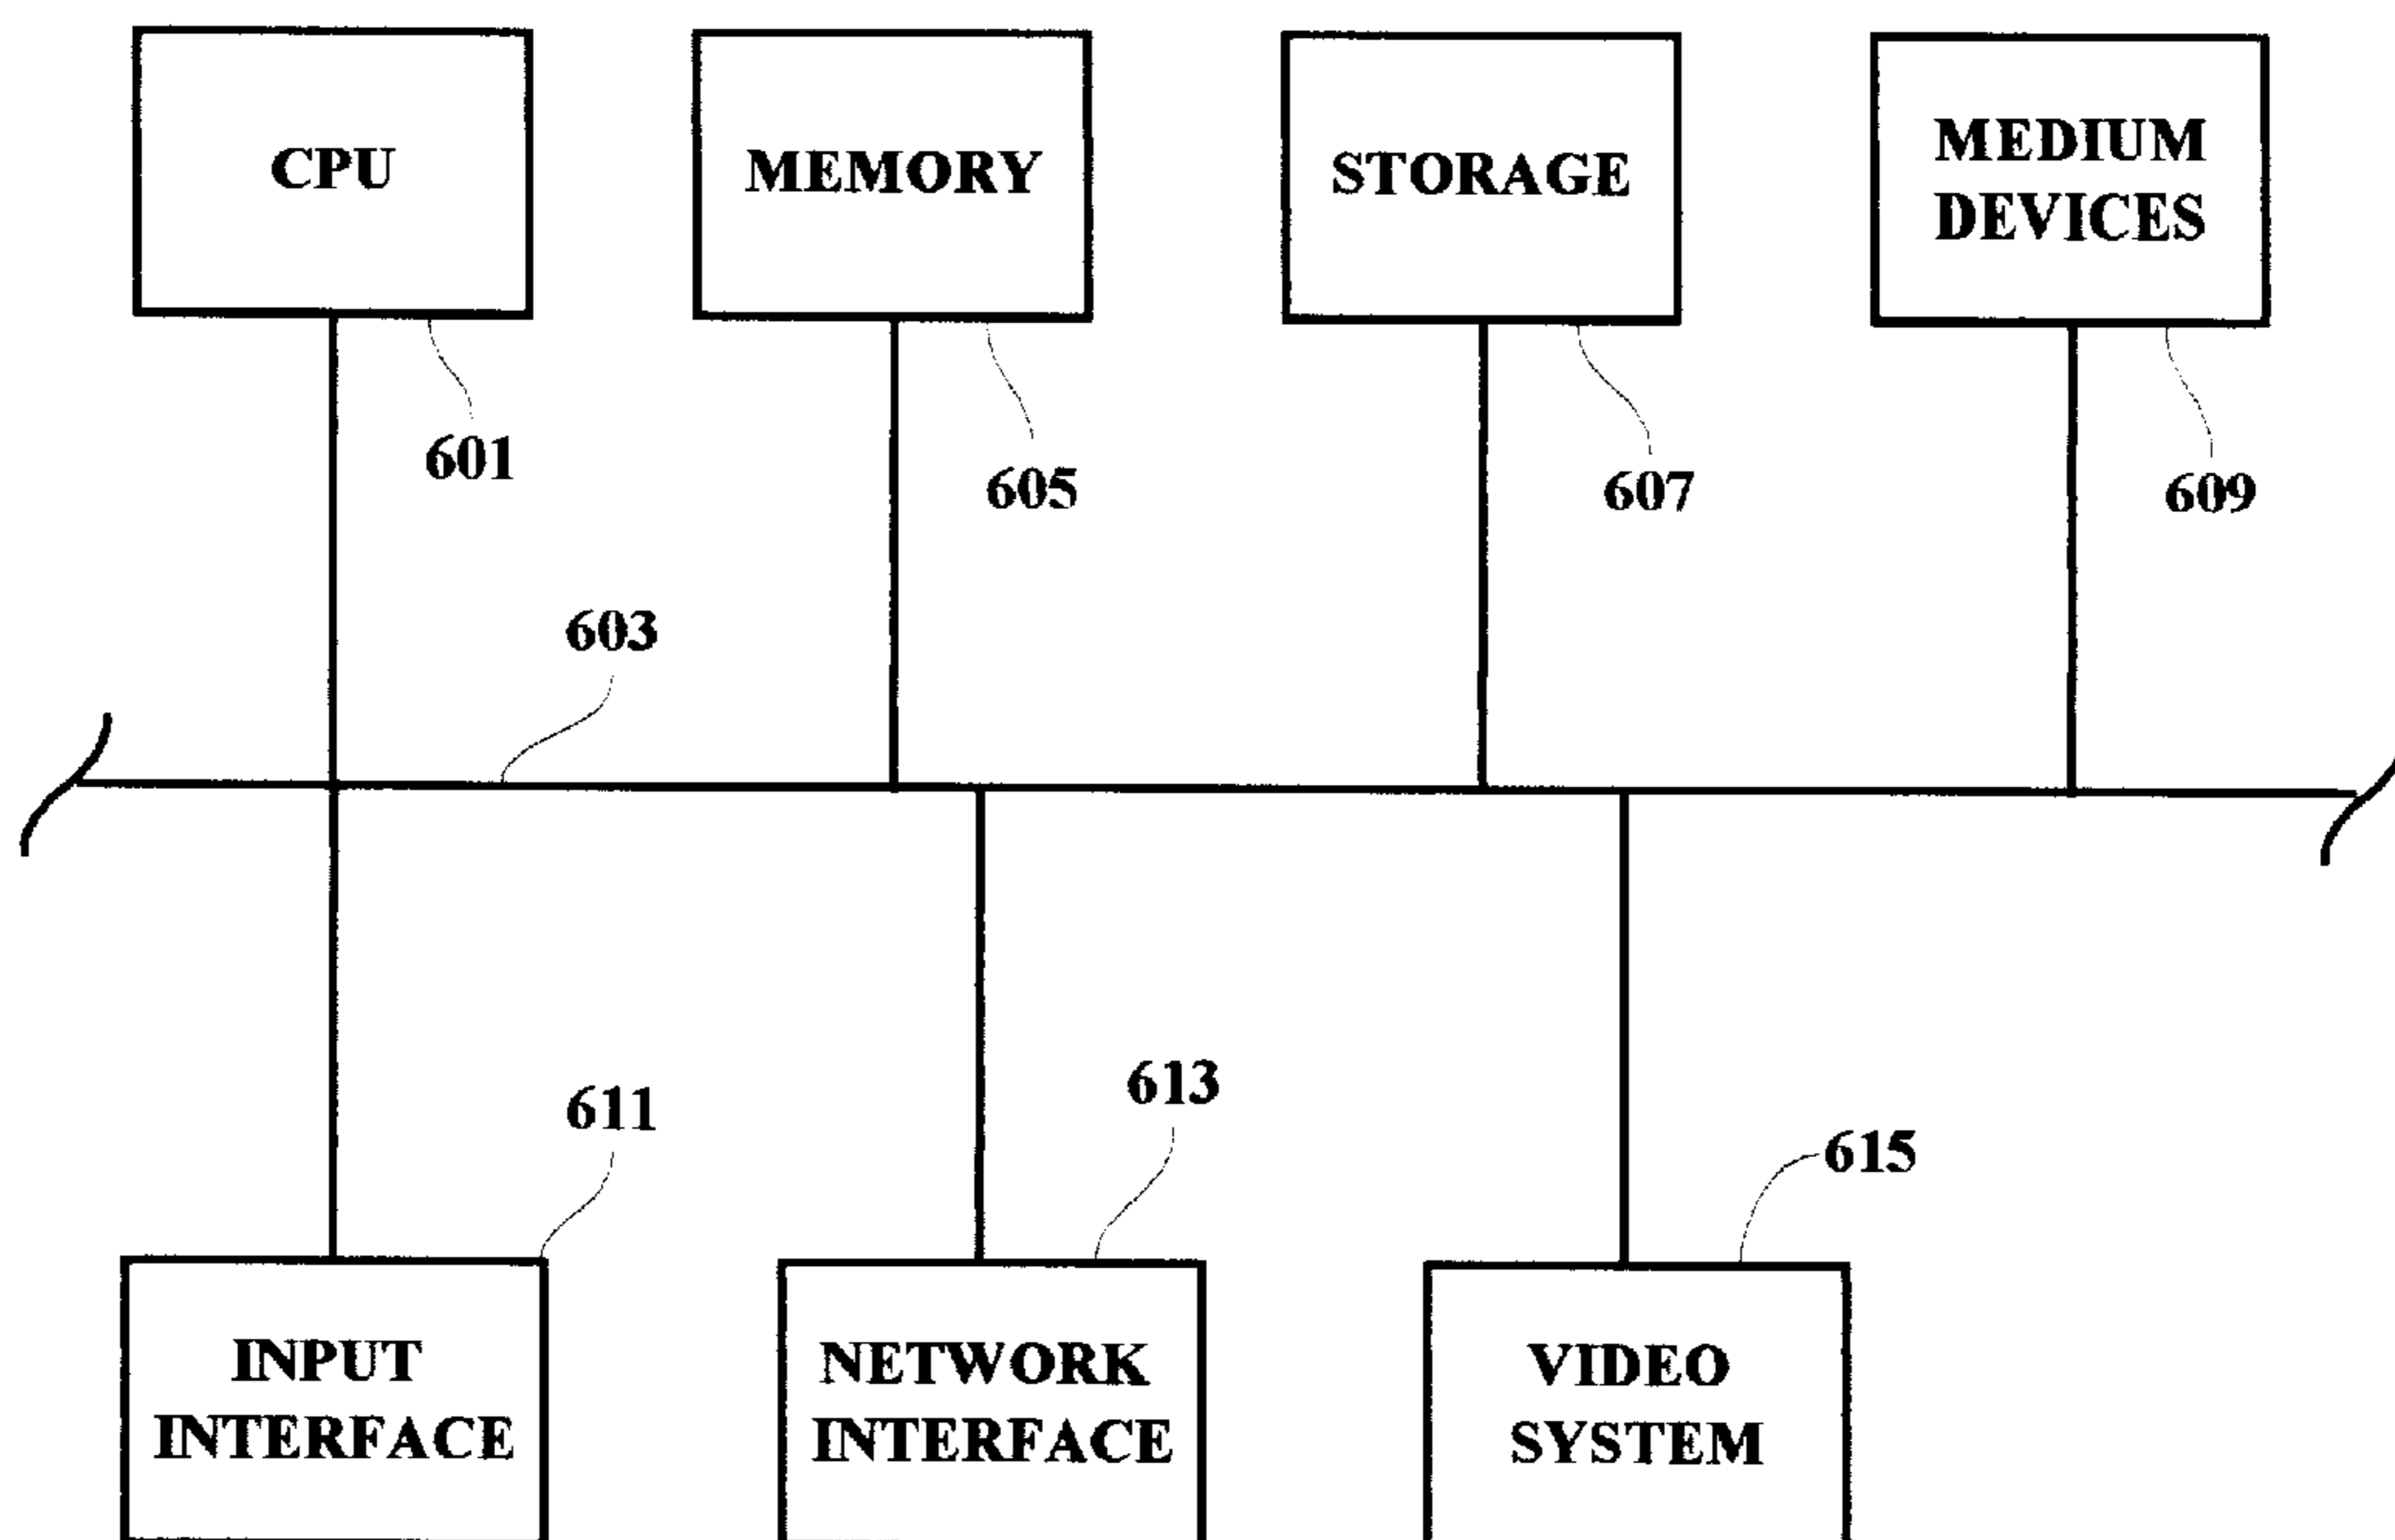 CPU
MEMORY
STORAGE
MEDIUM
DEVICES
601
605
607
609
603
611
613
615
INPUT
INTERFACE
NETWORK
INTERFACE
VIDEO
SYSTEM